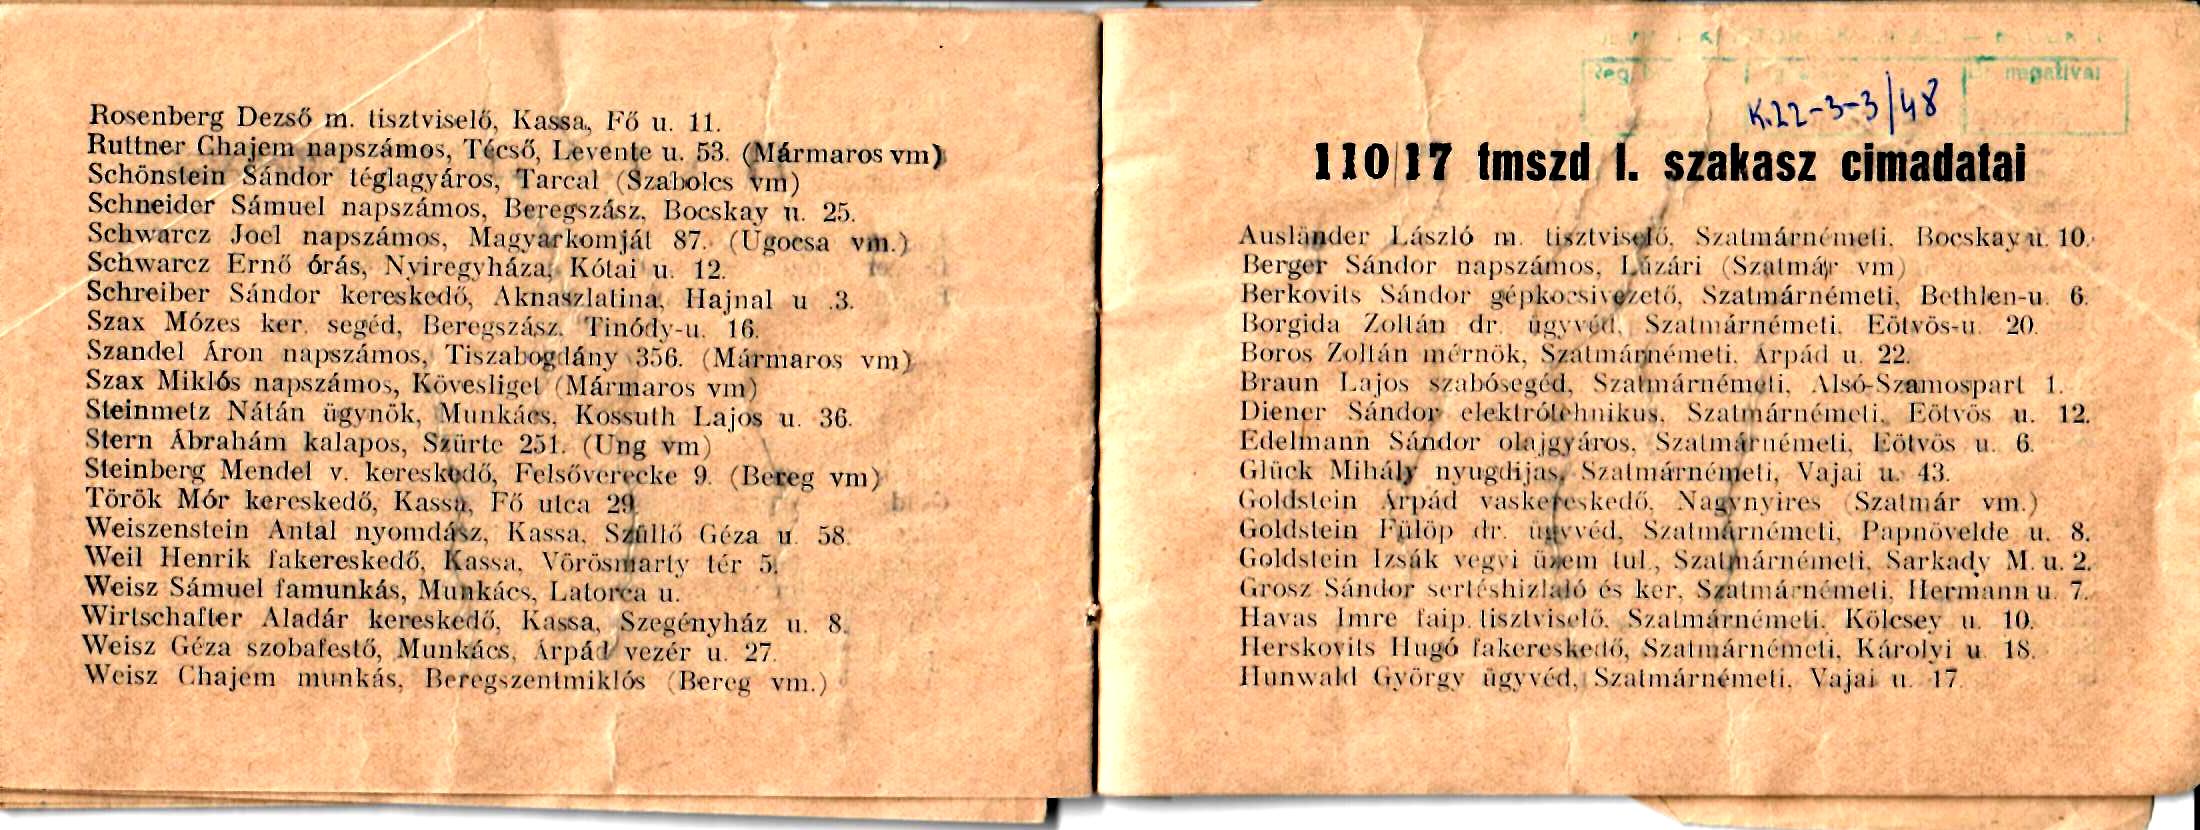 Rosenberg Dezső m. tisztviselő, Kassa, Fő u. 11.
Ruttner Chajem napszámos, Técső, Levente u. 53. (Mármaros vm)
Schönstein Sándor téglagyáros, Tarcal (Szabolcs vm)
Schneider Sámuel napszámos, Beregszász, Bocskay u. 25.
Schwarcz Joel napszámos, Magyarkomját 87. (Ugocsa vm.)
Schwarcz Ernő órás, Nyiregyháza, Kótai u. 12.
Schreiber Sándor kereskedő, Aknaszlatina, Hajnal u .3.
Szax Mózes ker. segéd, Beregszász, Tinódy-u. 16.
Szandel Áron napszámos, Tiszabogdány 356. (Mármaros vm)
Szax Miklós napszámos, Kövesliget (Mármaros vm)
Steinmetz Nátán ügynök, Munkács, Kossuth Lajos u. 36.
Stern Ábrahám kalapos, Szürte 251. (Ung vm)
Steinberg Mendel v. kereskedő, Felsőverecke 9. (Bereg vm)
Török Mór kereskedő, Kassa, Fő utca 29.
Weiszenstein Antal nyomdász, Kassa, Szüllő Géza u. 58.
Weil Henrik fakereskedő, Kassa, Vörösmarty tér 5.
Weisz Sámuel famunkás, Munkács, Latorca u.
Wirtschafter Aladár kereskedő, Kassa, Szegényház u. 8.
Weisz Géza szobafestő, Munkács, Árpád vezér u. 27.
Weisz Chajem munkás, Beregszentmiklós (Bereg vm.)
negativai
K.22-3-3/48
110/17 tmszd I. szakasz cimadatai
Ausländer László m. tisztviselő, Szatmárnémeti, Bocskay u. 10.
Berger Sándor napszámos, Lázári (Szatmár vm)
Berkovits Sándor gépkocsivezető, Szatmárnémeti, Bethlen-u. 6.
Borgida Zoltán dr. ügyvéd, Szatmárnémeti, Eötvös-u. 20.
Boros Zoltán mérnök, Szatmárnémeti, Árpád u. 22.
Braun Lajos szabósegéd, Szatmárnémeti, Alsó-Szamospart 1.
Diener Sándor elektrótehnikus, Szatmárnémeti, Eötvös u. 12.
Edelmann Sándor olajgyáros, Szatmárnémeti, Eötvös u. 6.
Glück Mihály nyugdijas, Szatmárnémeti, Vajai u. 43.
Goldstein Árpád vaskereskedő, Nagynyires (Szatmár vm.)
Goldstein Fülöp dr. ügyvéd, Szatmárnémeti, Papnövelde u. 8.
Goldstein Izsák vegyi üzem tul., Szatmárnémeti, Sarkady M. u. 2.
Grosz Sándor sertéshizlaló és ker, Szatmárnémeti, Hermann u. 7.
Havas Imre faip. tisztviselő, Szatmárnémeti, Kölcsey u. 10.
Herskovits Hugó fakereskedő, Szatmárnémeti, Károlyi u. 18.
Hunwald György ügyvéd, Szatmárnémeti, Vajai u. 17.